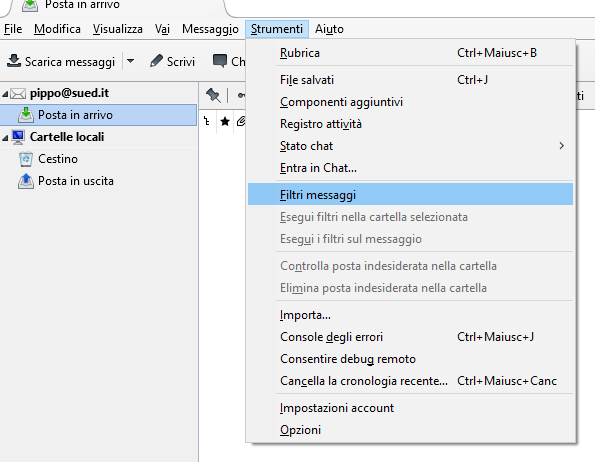 Posta in arrivo
File Modifica Visualizza Vai Messaggio Strumenti Aiuto
Scarica messaggi Scrivi Ch
pippo@sued.it
Posta in arrivo
Cartelle locali
Cestino
Posta in uscita
Rubrica Ctrl+Maiusc+B
File salvati Ctrl+J
Componenti aggiuntivi
Registro attività
Stato chat
Entra in Chat...
Filtri messaggi
Esegui filtri nella cartella selezionata
Esegui i filtri sul messaggio
Controlla posta indesiderata nella cartella
Elimina posta indesiderata nella cartella
Importa...
Console degli errori Ctrl+Maiusc+J
Consentire debug remoto
Cancella la cronologia recente... Ctrl+Maiusc+Canc
Impostazioni account
Opzioni
ti